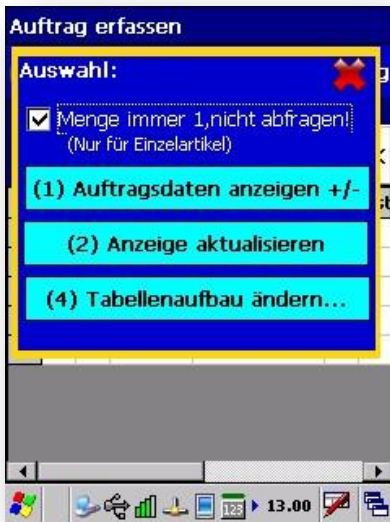 Auftrag erfassen
Auswahl:
Menge immer 1,nicht abfragen!
(Nur für Einzelartikel)
(1) Auftragsdaten anzeigen +/-
(2) Anzeige aktualisieren
(4) Tabellenaufbau ändern...
123
13.00